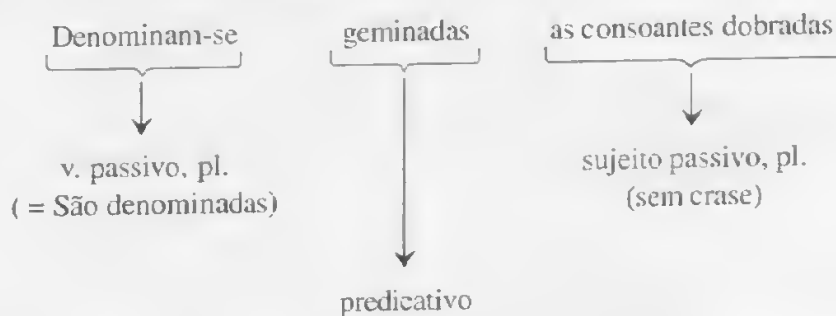 Denominam-se geminadas as consoantes dobradas
v. passivo, pl.
( = São denominadas)
sujeito passivo, pl.
(sem crase)
predicativo